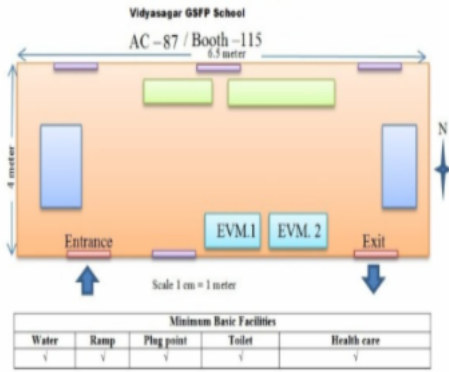 Vidyasagar GSFP School
AC -87 / Booth -115
6.5 meter
4 meter
N
EVM.1
EVM. 2
Entrance
Exit
Scale 1 cm = 1 meter
Minimum Basic Facilities
Water Ramp Plug point Toilet Health care
√ √ √ √ √